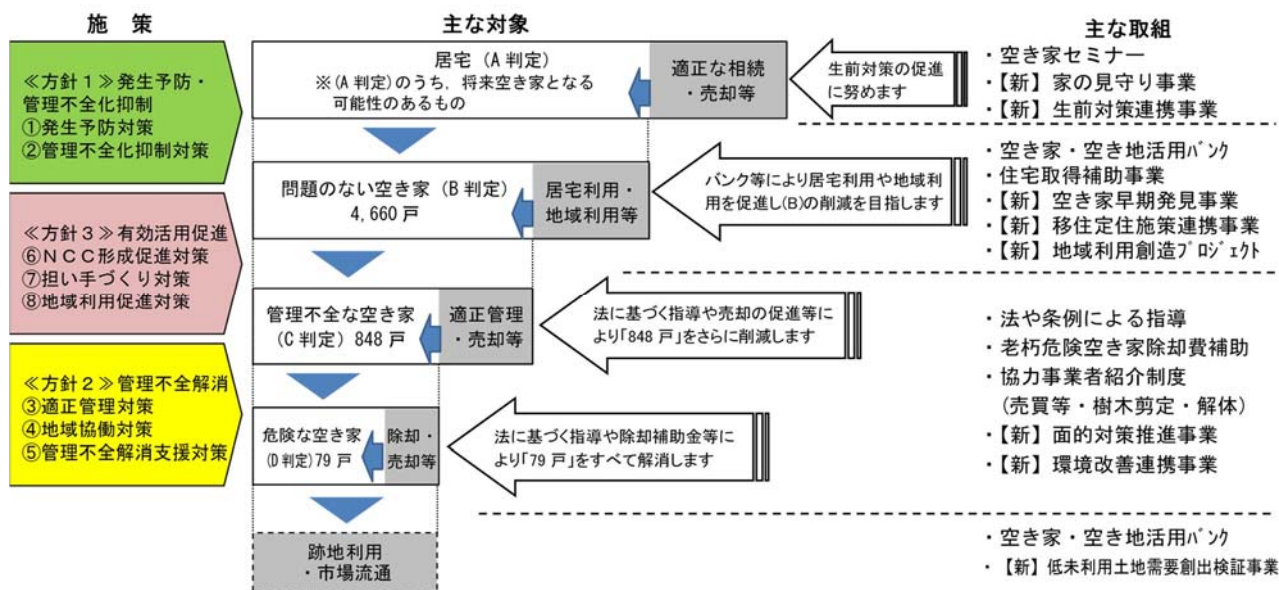 施　策
主な対象
主な取組
≪方針１≫発生予防・
管理不全化抑制
①発生予防対策
②管理不全化抑制対策
≪方針３≫有効活用促進
⑥ＮＣＣ形成促進対策
⑦担い手づくり対策
⑧地域利用促進対策
≪方針２≫管理不全解消
③適正管理対策
④地域協働対策
⑤管理不全解消支援対策
居宅（A 判定）
※(A 判定)のうち，将来空き家となる
可能性のあるもの
適正な相続
・売却等
生前対策の促進
に努めます
・空き家セミナー
・【新】家の見守り事業
・【新】生前対策連携事業
問題のない空き家（B 判定）
4,660 戸
居宅利用・
地域利用等
バンク等により居宅利用や地域利
用を促進し(B)の削減を目指します
・空き家・空き地活用ﾊﾞﾝｸ
・住宅取得補助事業
・【新】空き家早期発見事業
・【新】移住定住施策連携事業
・【新】地域利用創造ﾌﾟﾛｼﾞｪｸﾄ
管理不全な空き家
（C 判定）848 戸
適正管理
・売却等
法に基づく指導や売却の促進等に
より｢848 戸｣をさらに削減します
・法や条例による指導
・老朽危険空き家除却費補助
・協力事業者紹介制度
(売買等・樹木剪定・解体)
・【新】面的対策推進事業
・【新】環境改善連携事業
危険な空き家
(D 判定)79 戸
除却・
売却等
法に基づく指導や除却補助金等に
より｢79 戸｣をすべて解消します
跡地利用
・市場流通
・空き家・空き地活用ﾊﾞﾝｸ
・【新】低未利用土地需要創出検証事業